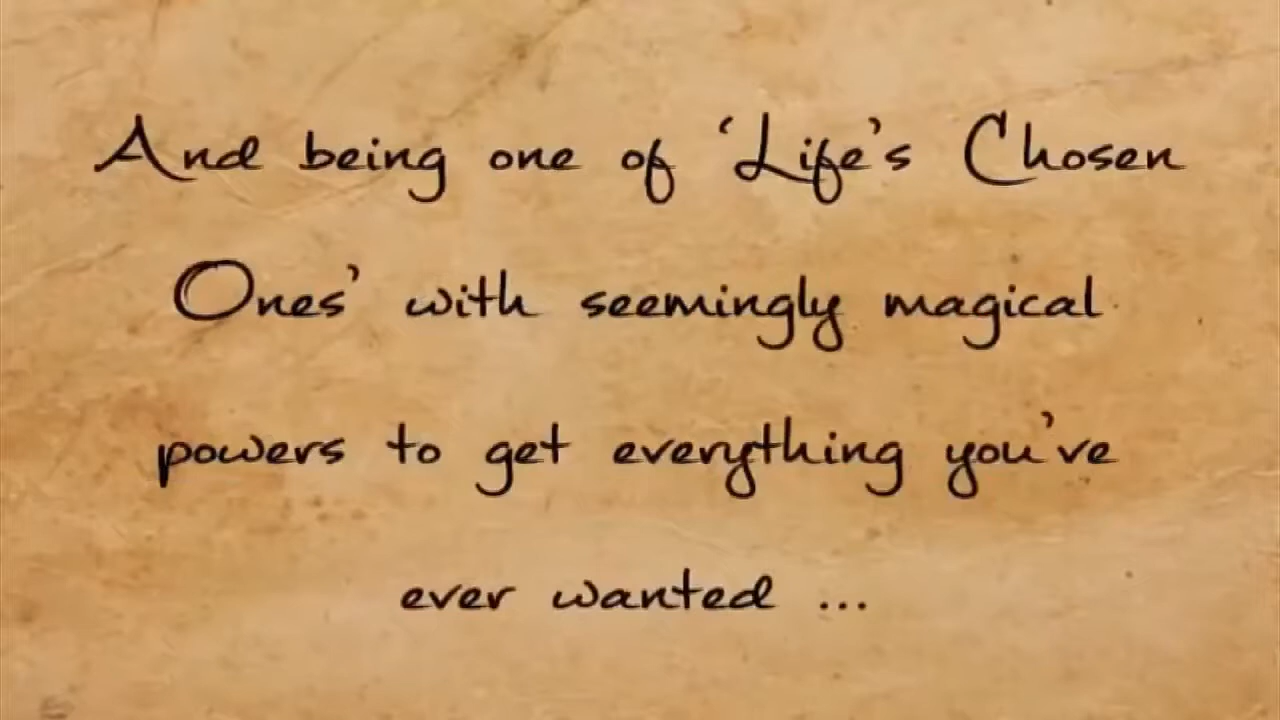 And being one of ‘Life’s Chosen
Ones’ with seemingly magical
powers to get everything you’ve
ever wanted ...